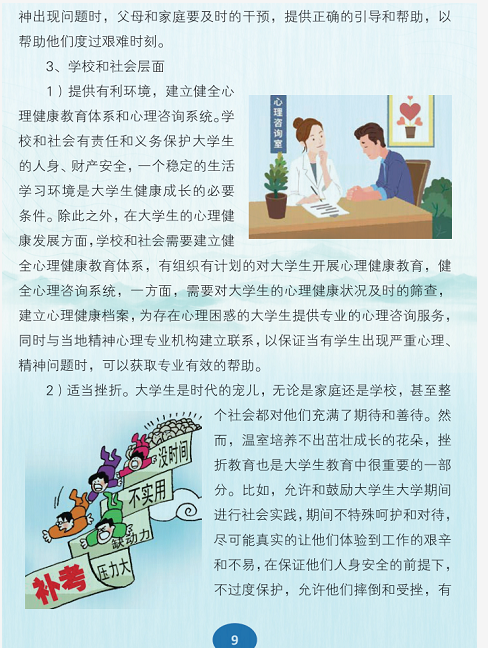 神出现问题时，父母和家庭要及时的干预，提供正确的引导和帮助，以
帮助他们度过艰难时刻。
3、学校和社会层面
1）提供有利环境，建立健全心
理健康教育体系和心理咨询系统。学
校和社会有责任和义务保护大学生
的人身、财产安全，一个稳定的生活
学习环境是大学生健康成长的必要
条件。除此之外，在大学生的心理健
康发展方面，学校和社会需要建立健
心理咨询室
全心理健康教育体系，有组织有计划的对大学生开展心理健康教育，健
全心理咨询系统，一方面，需要对大学生的心理健康状况及时的筛查，
建立心理健康档案，为存在心理困惑的大学生提供专业的心理咨询服务，
同时与当地精神心理专业机构建立联系，以保证当有学生出现严重心理、
精神问题时，可以获取专业有效的帮助。
2）适当挫折。大学生是时代的宠儿，无论是家庭还是学校，甚至整
个社会都对他们充满了期待和善待。然
而，温室培养不出茁壮成长的花朵，挫
折教育也是大学生教育中很重要的一部
分。比如，允许和鼓励大学生大学期间
进行社会实践，期间不特殊呵护和对待，
尽可能真实的让他们体验到工作的艰辛
和不易，在保证他们人身安全的前提下，
不过度保护，允许他们摔倒和受挫，有
没时间
不实用
缺动力
压力大
补考
9